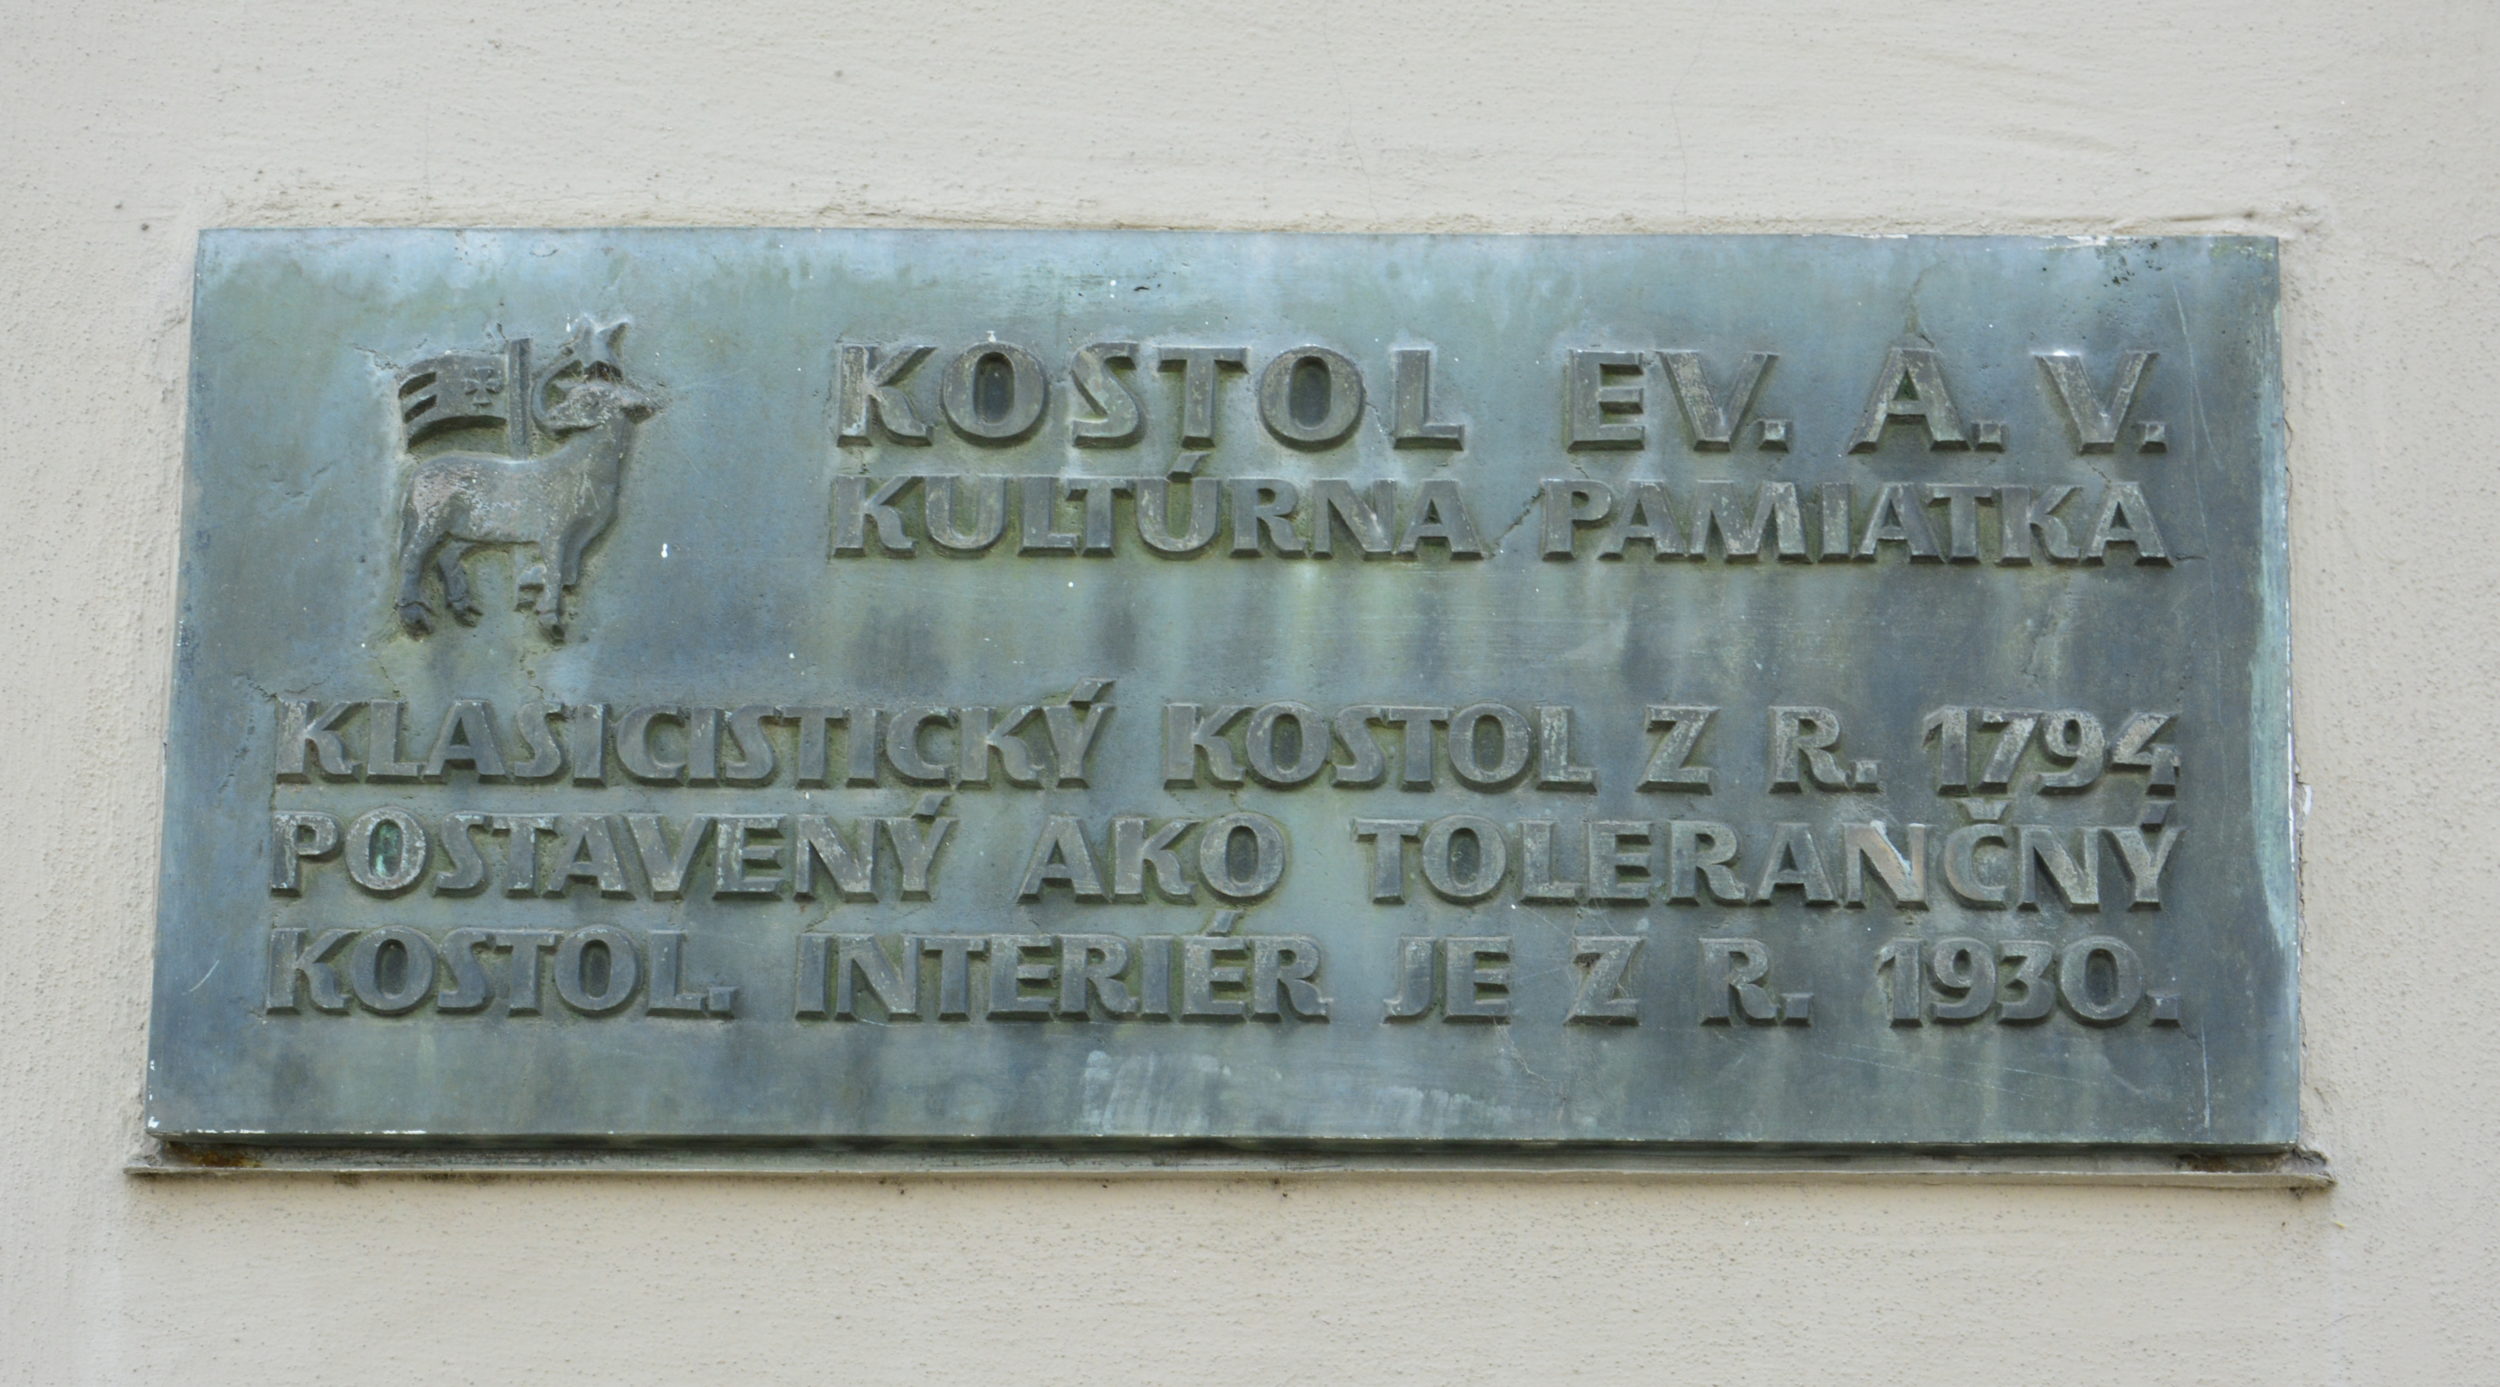 KOSTOL EV. A. V.
KULTÚRNA PAMIATKA
KLASICISTICKÝ KOSTOL Z R. 1794
POSTAVENÝ AKO TOLERANČNÝ
KOSTOL. INTERIÉR JE Z R. 1930.